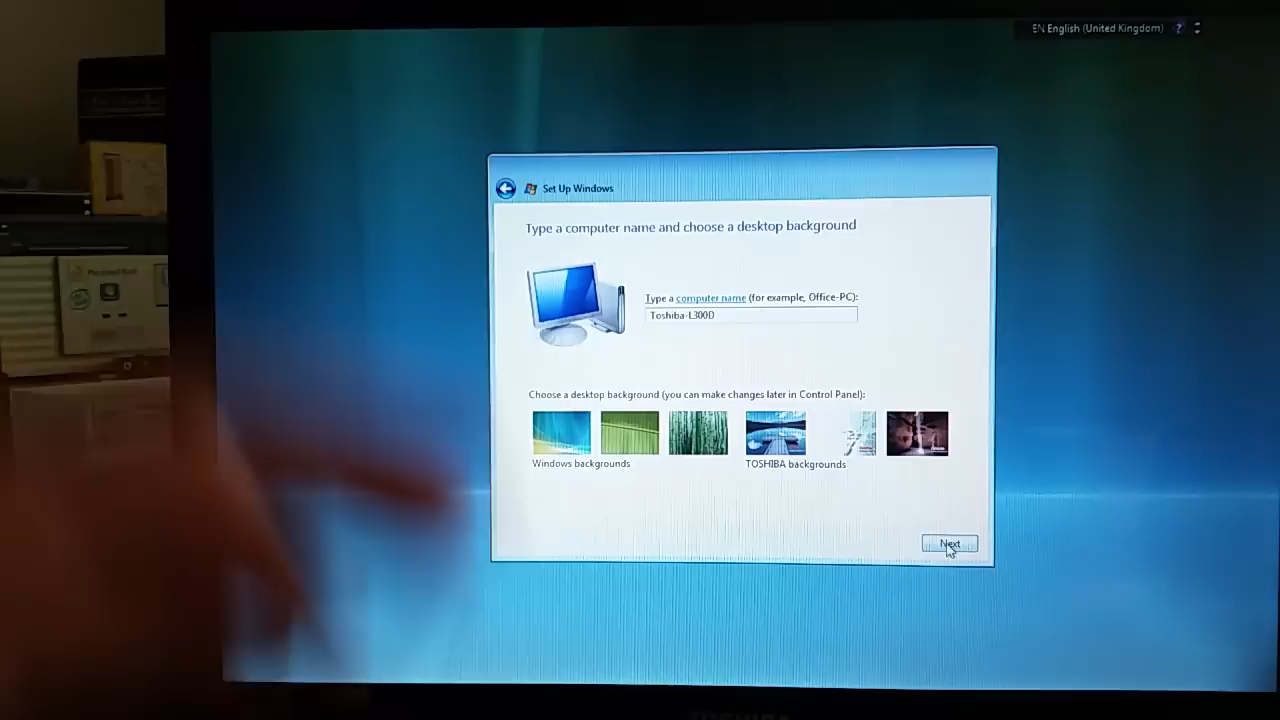 EN English (United Kingdom) ?
Set Up Windows
Type a computer name and choose a desktop background
Type a computer name (for example, Office-PC):
Toshiba-L300D
Choose a desktop background (you can make changes later in Control Panel):
Windows backgrounds
TOSHIBA backgrounds
Next